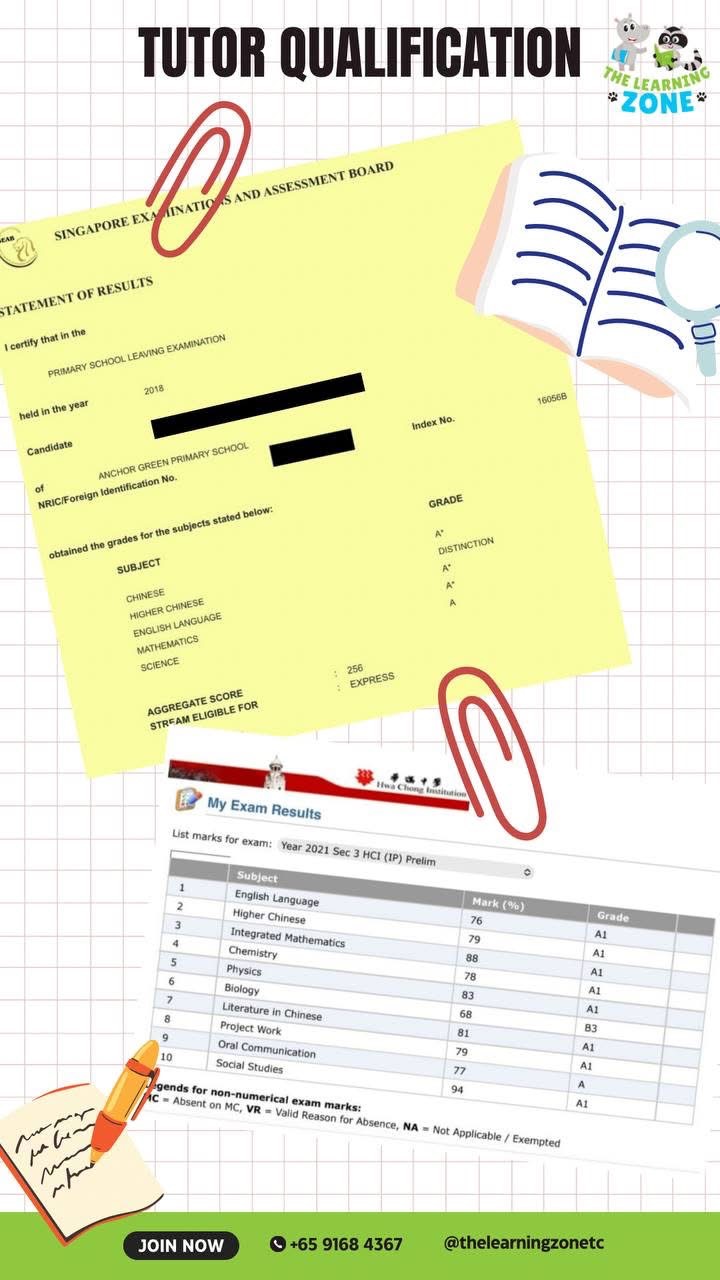 TUTOR QUALIFICATION
THE LEARNING
ZONE
SEAB
SINGAPORE EXAMINATIONS AND ASSESSMENT BOARD
STATEMENT OF RESULTS
I certify that in the
PRIMARY SCHOOL LEAVING EXAMINATION
held in the year 2018
Candidate
of ANCHOR GREEN PRIMARY SCHOOL
NRIC/Foreign Identification No.
Index No. 16056B
obtained the grades for the subjects stated below:
SUBJECT GRADE
CHINESE A*
HIGHER CHINESE DISTINCTION
ENGLISH LANGUAGE A*
MATHEMATICS A*
SCIENCE A
AGGREGATE SCORE : 256
STREAM ELIGIBLE FOR : EXPRESS
華僑中學
Hwa Chong Institution
My Exam Results
List marks for exam: Year 2021 Sec 3 HCI (IP) Prelim
Subject Mark (%) Grade
1 English Language 76 A1
2 Higher Chinese 79 A1
3 Integrated Mathematics 88 A1
4 Chemistry 78 A1
5 Physics 83 A1
6 Biology 68 B3
7 Literature in Chinese 81 A1
8 Project Work 79 A1
9 Oral Communication 77 A
10 Social Studies 94 A1
egends for non-numerical exam marks:
MC = Absent on MC, VR = Valid Reason for Absence, NA = Not Applicable / Exempted
JOIN NOW
+65 9168 4367
@thelearningzonetc